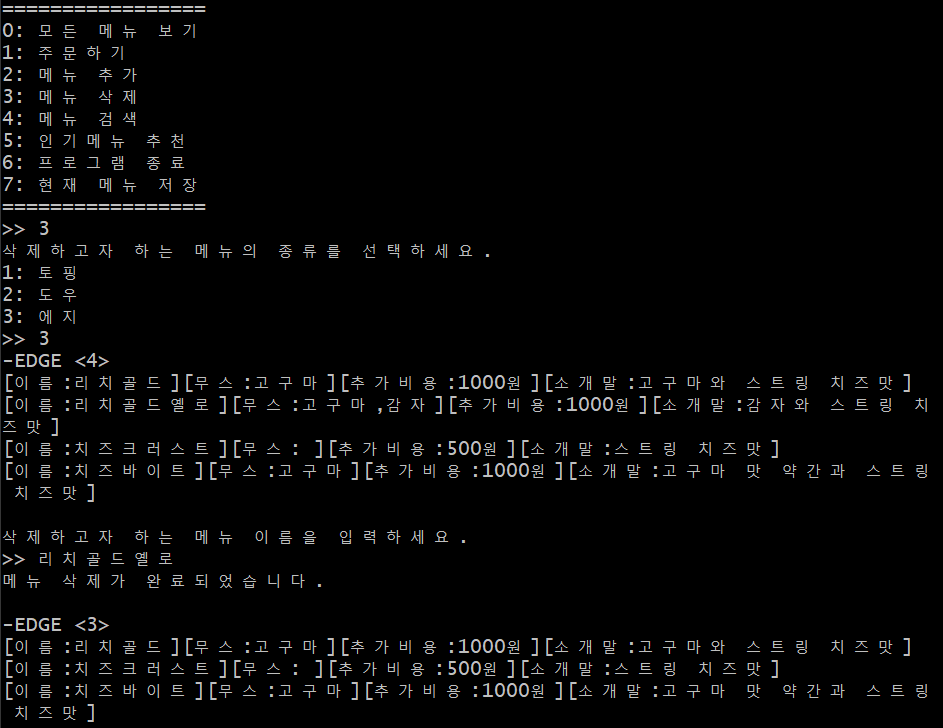 =================
0: 모든 메뉴 보기
1: 주문하기
2: 메뉴 추가
3: 메뉴 삭제
4: 메뉴 검색
5: 인기메뉴 추천
6: 프로그램 종료
7: 현재 메뉴 저장
=================
>> 3
삭제하고자 하는 메뉴의 종류를 선택하세요.
1: 토핑
2: 도우
3: 에지
>> 3
-EDGE <4>
[이름:리치골드][무스:고구마][추가비용:1000원][소개말:고구마와 스트링 치즈맛]
[이름:리치골드옐로][무스:고구마,감자][추가비용:1000원][소개말:감자와 스트링 치
즈맛]
[이름:치즈크러스트][무스: ][추가비용:500원][소개말:스트링 치즈맛]
[이름:치즈바이트][무스:고구마][추가비용:1000원][소개말:고구마 맛 약간과 스트링
 치즈맛]
삭제하고자 하는 메뉴 이름을 입력하세요.
>> 리치골드옐로
메뉴 삭제가 완료되었습니다.
-EDGE <3>
[이름:리치골드][무스:고구마][추가비용:1000원][소개말:고구마와 스트링 치즈맛]
[이름:치즈크러스트][무스: ][추가비용:500원][소개말:스트링 치즈맛]
[이름:치즈바이트][무스:고구마][추가비용:1000원][소개말:고구마 맛 약간과 스트링
 치즈맛]